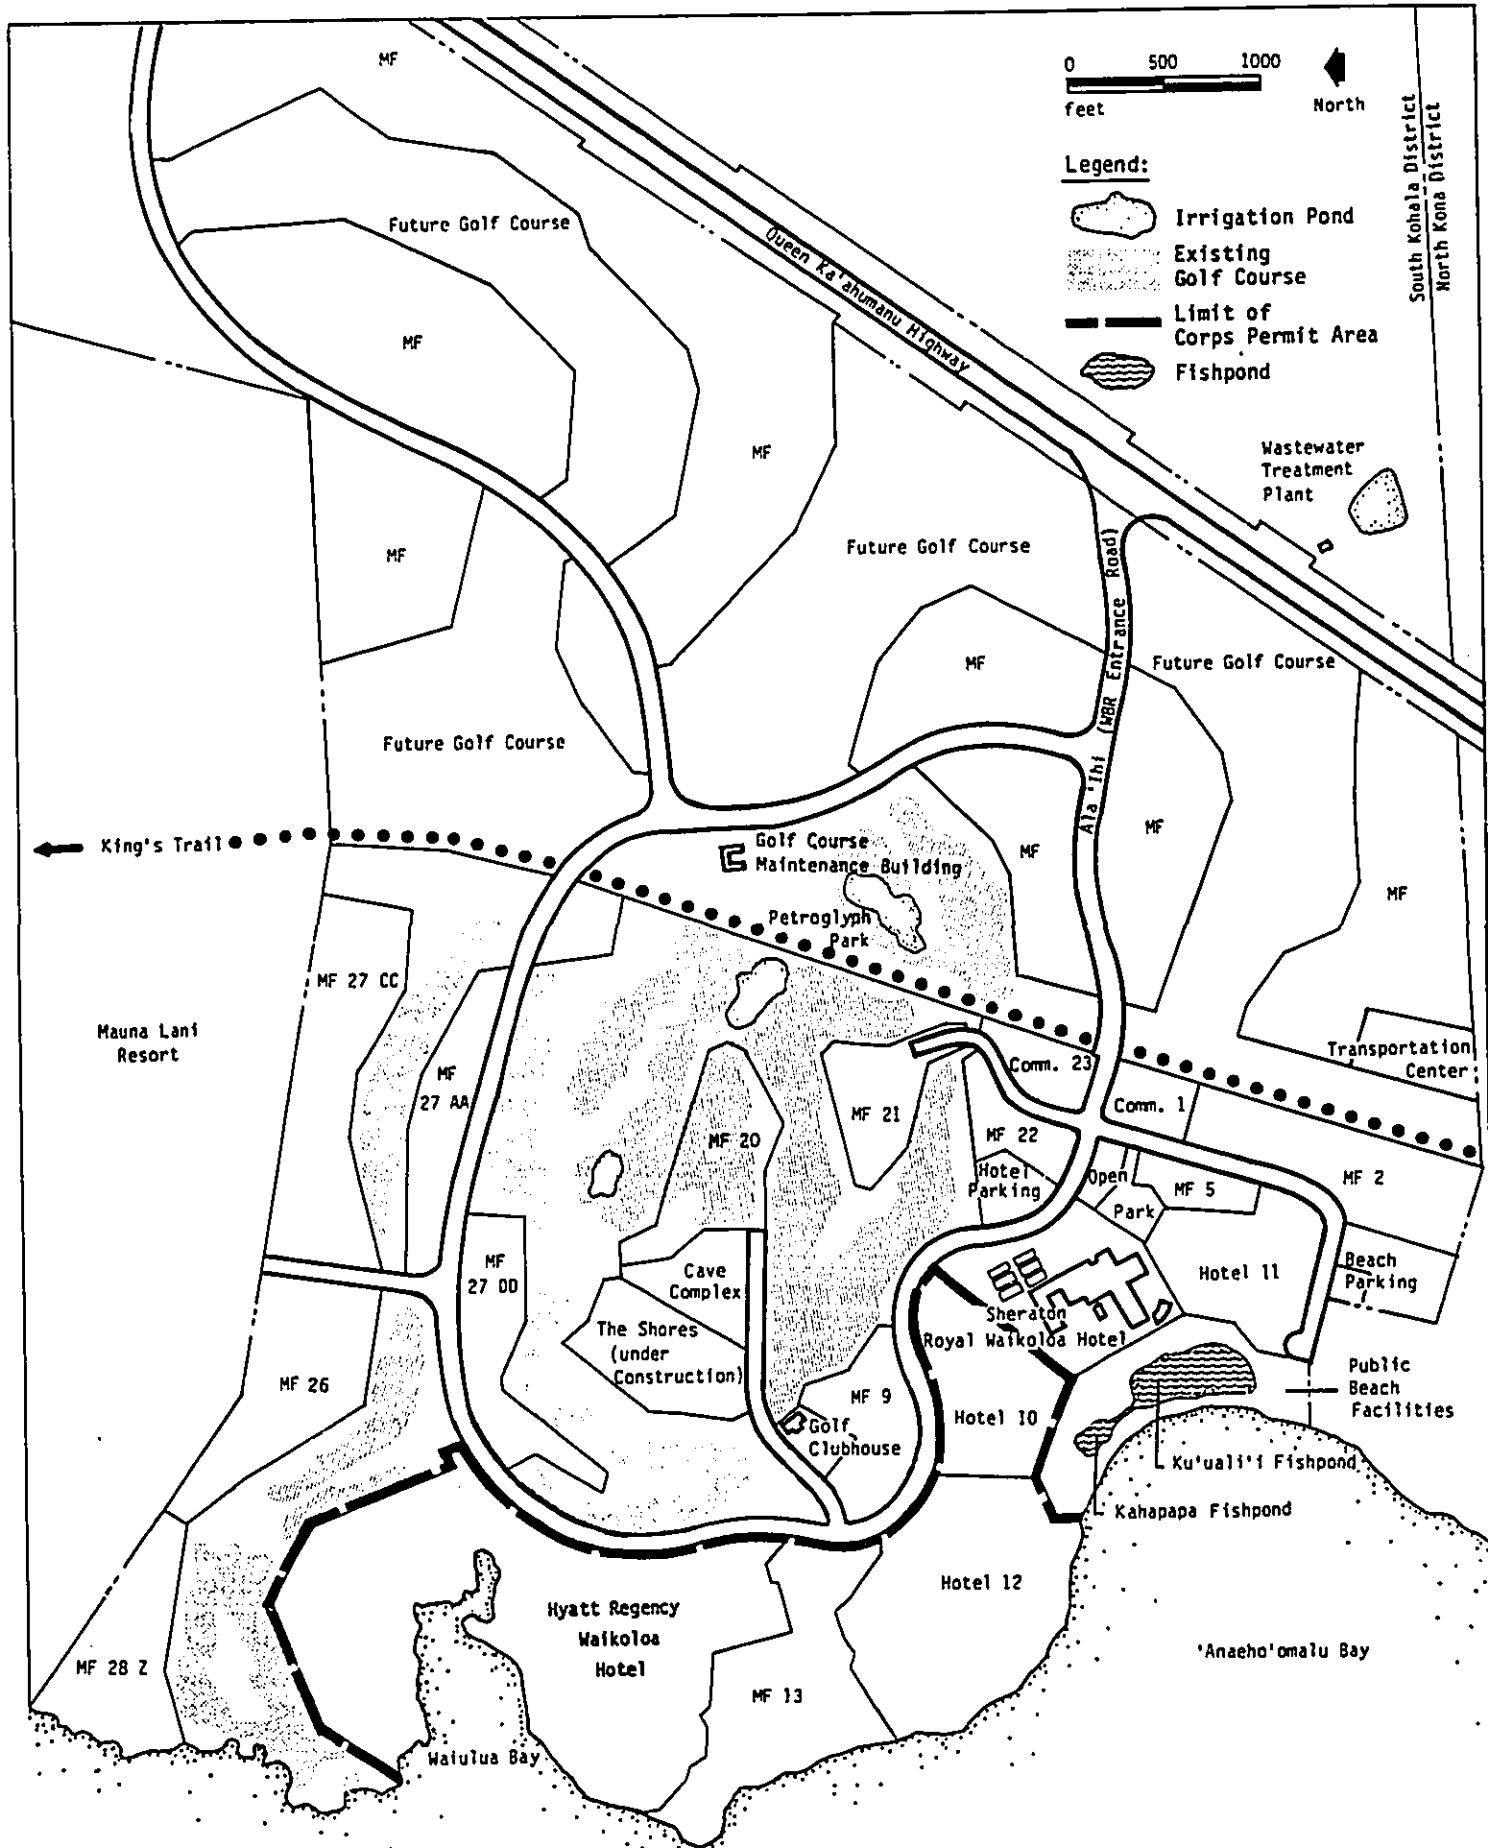 MF
0 500 1000
feet
North
South Kohala District
North Kona District
Legend:
Irrigation Pond
Existing
Golf Course
Limit of
Corps Permit Area
Fishpond
Future Golf Course
Queen Ka'ahumanu Highway
MF
MF
Wastewater
Treatment
Plant
MF
Future Golf Course
Ala 'Ihi (WBR Entrance Road)
MF
Future Golf Course
Future Golf Course
MF
MF
MF
King's Trail
Golf Course
Maintenance Building
Petroglyph
Park
MF 27 CC
Mauna Lani
Resort
Transportation
Center
MF
27 AA
Comm. 23
Comm. 1
MF 21
MF 20
MF 22
Hotel
Parking
Open
Park
MF 5
MF 2
MF
27 DD
Cave
Complex
Hotel 11
Beach
Parking
Sheraton
Royal Waikoloa Hotel
The Shores
(under
Construction)
MF 26
MF 9
Hotel 10
Public
Beach
Facilities
Golf
Clubhouse
Ku'uali'i Fishpond
Kahapapa Fishpond
Hotel 12
Hyatt Regency
Waikoloa
Hotel
'Anaeho'omalu Bay
MF 28 Z
MF 13
Waiulua Bay